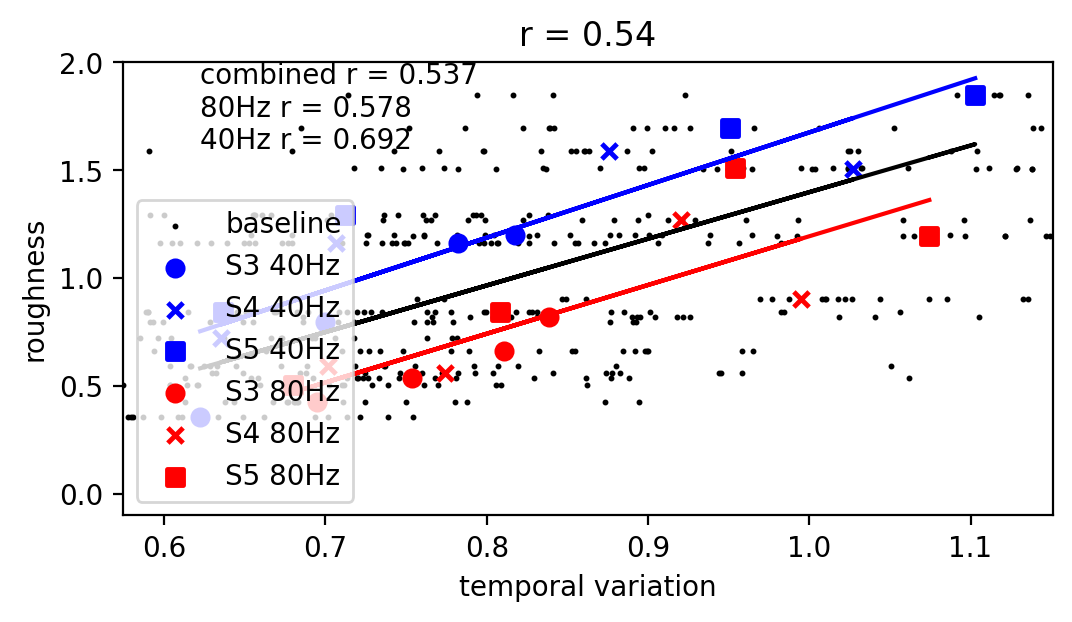 r = 0.54
combined r = 0.537
80Hz r = 0.578
40Hz r = 0.692
2.0
1.5
1.0
0.5
0.0
roughness
baseline
S3 40Hz
S4 40Hz
S5 40Hz
S3 80Hz
S4 80Hz
S5 80Hz
0.6 0.7 0.8 0.9 1.0 1.1
temporal variation